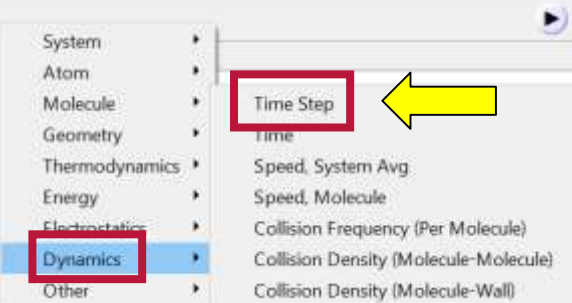 System
Atom
Molecule
Geometry
Thermodynamics
Energy
Electrostatics
Dynamics
Other
Time Step
Time
Speed, System Avg
Speed, Molecule
Collision Frequency (Per Molecule)
Collision Density (Molecule-Molecule)
Collision Density (Molecule-Wall)